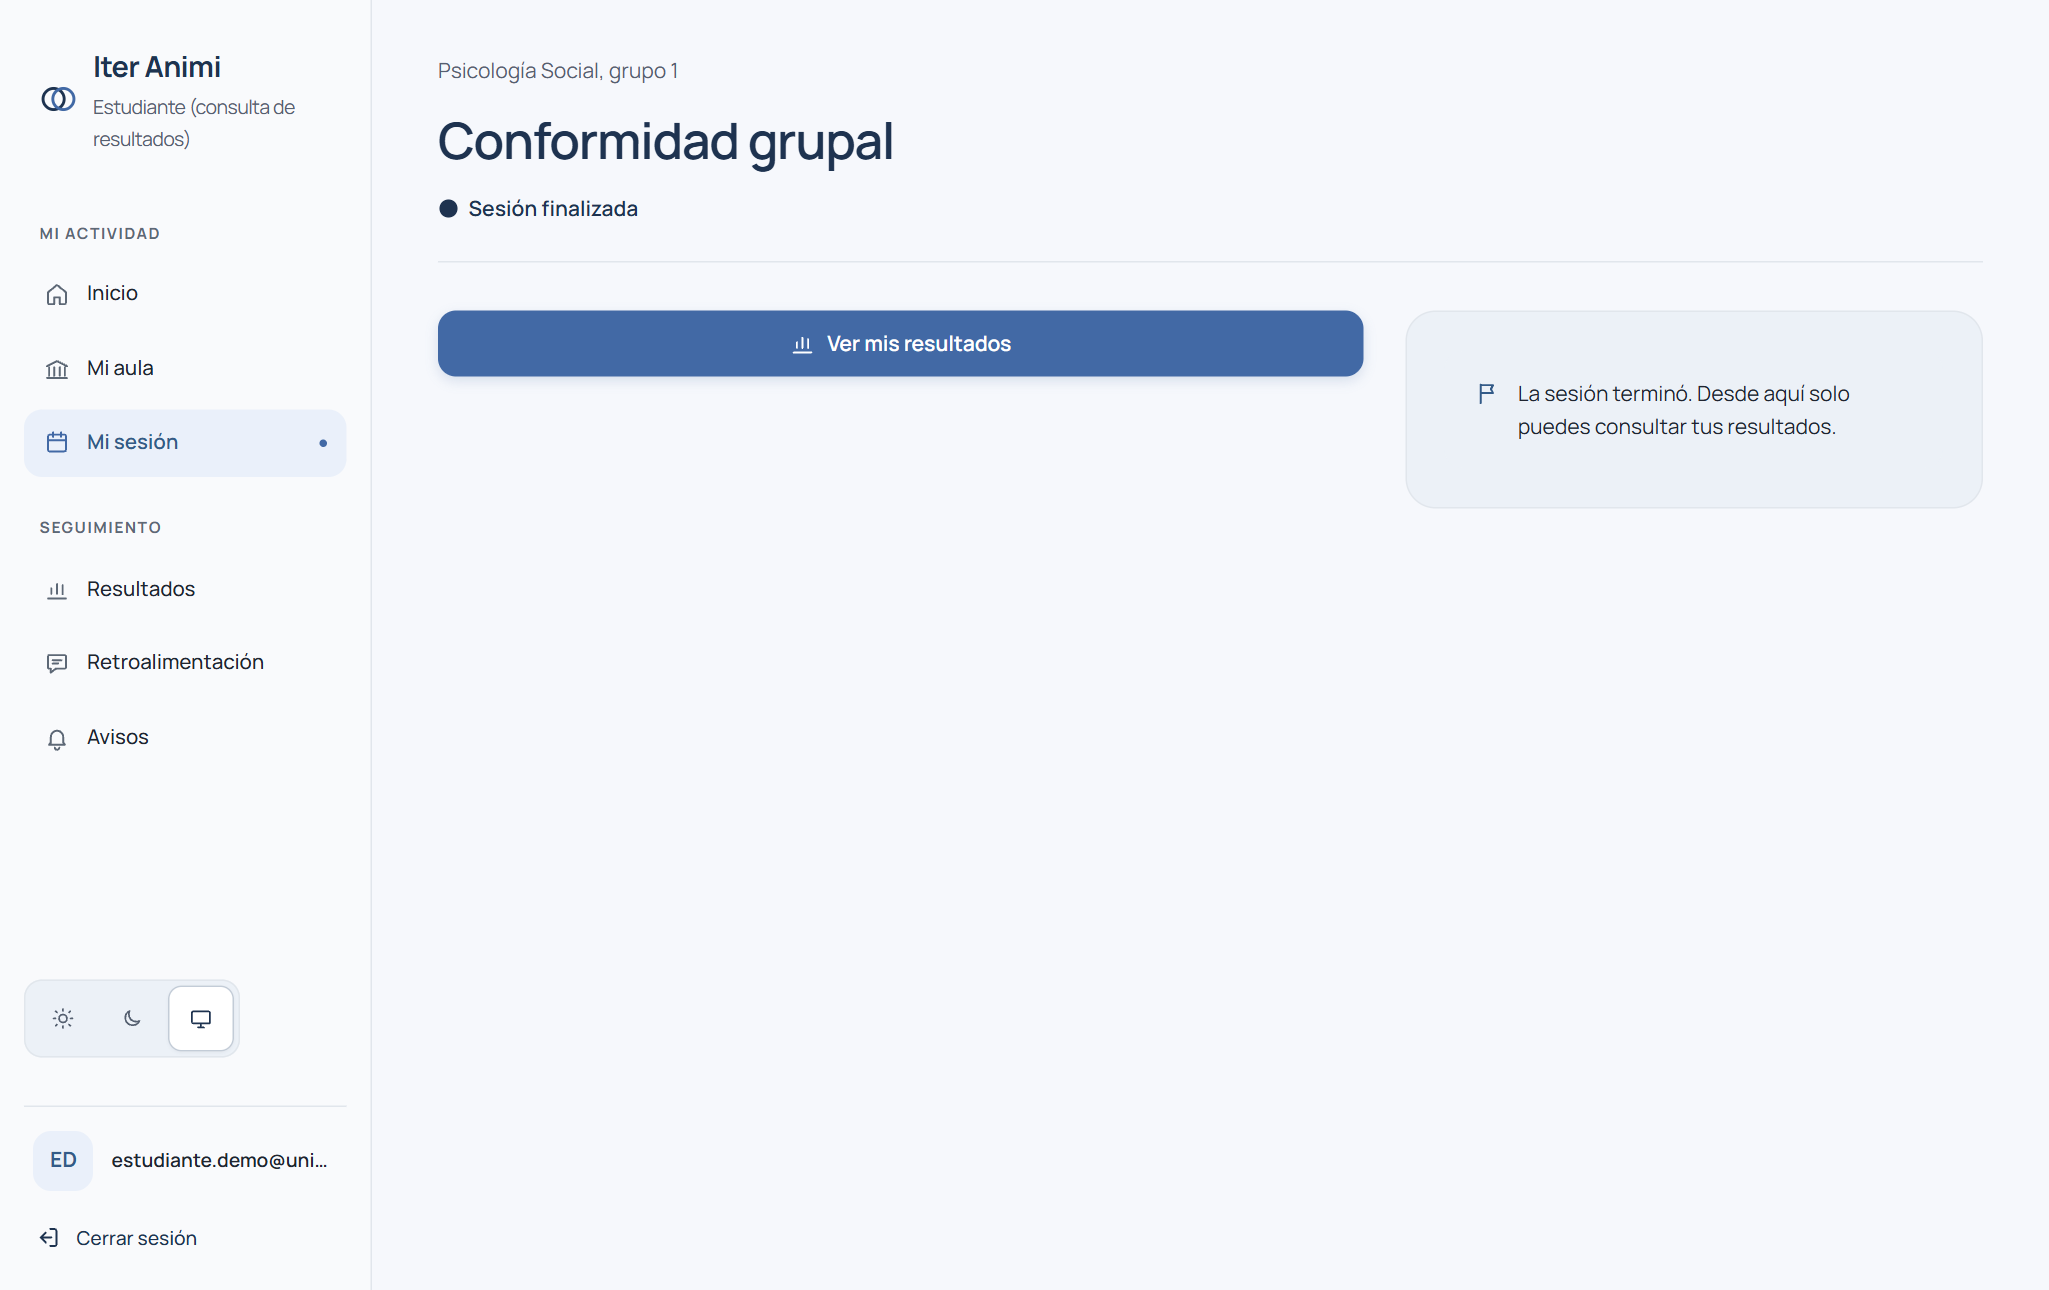 Iter Animi
Estudiante (consulta de
resultados)
MI ACTIVIDAD
Inicio
Mi aula
Mi sesión
SEGUIMIENTO
Resultados
Retroalimentación
Avisos
ED
estudiante.demo@uni...
Cerrar sesión
Psicología Social, grupo 1
Conformidad grupal
Sesión finalizada
Ver mis resultados
La sesión terminó. Desde aquí solo
puedes consultar tus resultados.